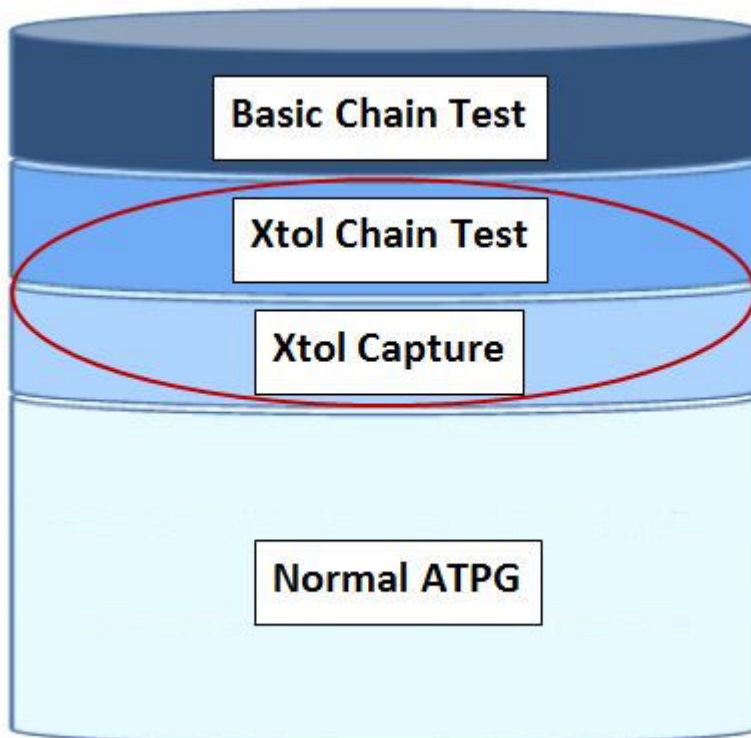 Basic Chain Test
Xtol Chain Test
Xtol Capture
Normal ATPG